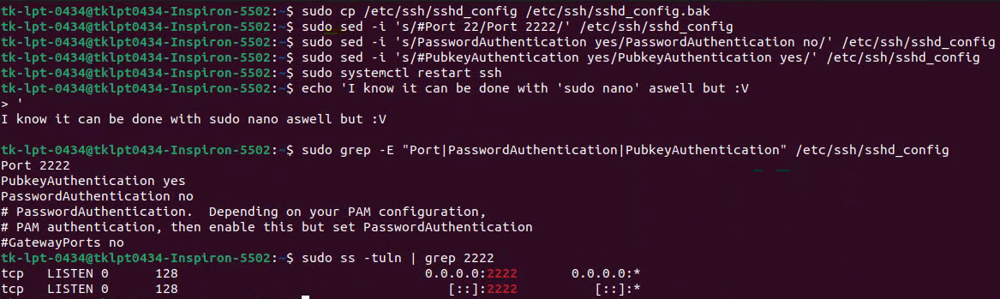 tk-lpt-0434@tklpt0434-Inspiron-5502:~$ sudo cp /etc/ssh/sshd_config /etc/ssh/sshd_config.bak
tk-lpt-0434@tklpt0434-Inspiron-5502:~$ sudo sed -i 's/#Port 22/Port 2222/' /etc/ssh/sshd_config
tk-lpt-0434@tklpt0434-Inspiron-5502:~$ sudo sed -i 's/PasswordAuthentication yes/PasswordAuthentication no/' /etc/ssh/sshd_config
tk-lpt-0434@tklpt0434-Inspiron-5502:~$ sudo sed -i 's/#PubkeyAuthentication yes/PubkeyAuthentication yes/' /etc/ssh/sshd_config
tk-lpt-0434@tklpt0434-Inspiron-5502:~$ sudo systemctl restart ssh
tk-lpt-0434@tklpt0434-Inspiron-5502:~$ echo 'I know it can be done with 'sudo nano' aswell but :V
> '
I know it can be done with sudo nano aswell but :V

tk-lpt-0434@tklpt0434-Inspiron-5502:~$ sudo grep -E "Port|PasswordAuthentication|PubkeyAuthentication" /etc/ssh/sshd_config
Port 2222
PubkeyAuthentication yes
PasswordAuthentication no
# PasswordAuthentication.  Depending on your PAM configuration,
# PAM authentication, then enable this but set PasswordAuthentication
#GatewayPorts no
tk-lpt-0434@tklpt0434-Inspiron-5502:~$ sudo ss -tuln | grep 2222
tcp   LISTEN 0      128                                0.0.0.0:2222       0.0.0.0:*
tcp   LISTEN 0      128                                   [::]:2222          [::]:*